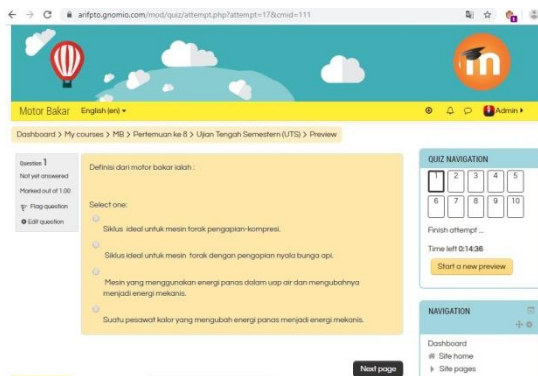 arifpto.gnomio.com/mod/quiz/attempt.php?attempt=17&cmid=111
m
Motor Bakar English (en)
Admin
Dashboard > My courses > MB > Pertemuan ke 8 > Ujian Tengah Semestern (UTS) > Preview
Question 1
Not yet answered
Marked out of 1.00
Flag question
Edit question
Definisi dari motor bakar ialah :
Select one:
Siklus ideal untuk mesin torak pengapian-kompresi.
Siklus ideal untuk mesin torak dengan pengapian nyala bunga api.
Mesin yang menggunakan energi panas dalam uap air dan mengubahnya
menjadi energi mekanis.
Suatu pesawat kalor yang mengubah energi panas menjadi energi mekanis.
Next page
QUIZ NAVIGATION
1 2 3 4 5
6 7 8 9 10
Finish attempt ...
Time left 0:14:36
Start a new preview
NAVIGATION
Dashboard
Site home
Site pages